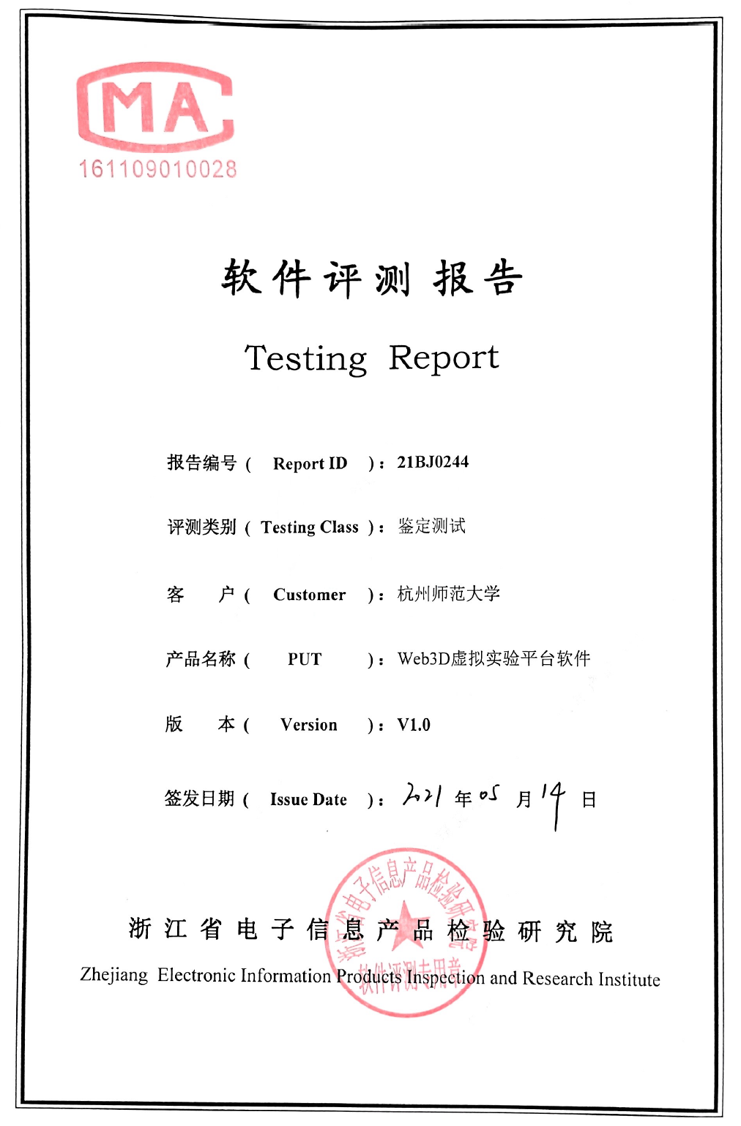 CMA
161109010028
软件评测报告
Testing Report
报告编号( Report ID ): 21BJ0244
评测类别( Testing Class ): 鉴定测试
客 户( Customer ): 杭州师范大学
产品名称( PUT ): Web3D虚拟实验平台软件
版 本( Version ): V1.0
签发日期( Issue Date ): 2021 年 05 月 14 日
浙江省电子信息产品检验研究院
浙江省电子信息产品检验研究院
Zhejiang Electronic Information Products Inspection and Research Institute
软件评测专用章